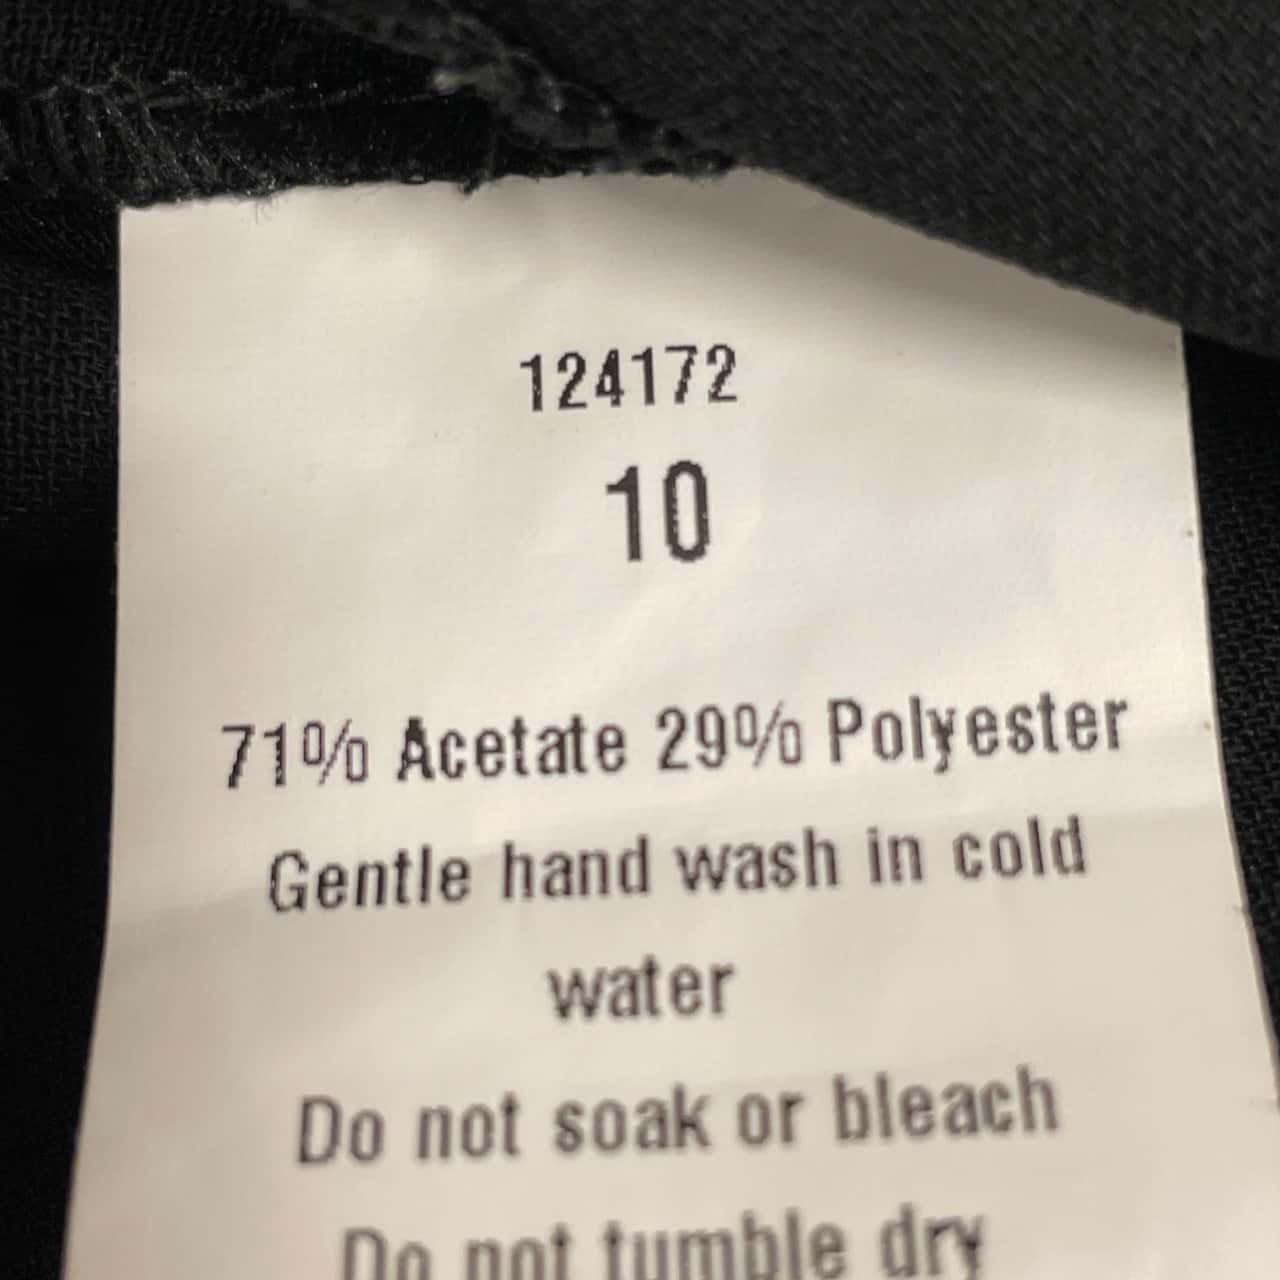 124172
10
71% Acetate 29% Polyester
Gentle hand wash in cold
water
Do not soak or bleach
Do not tumble dry